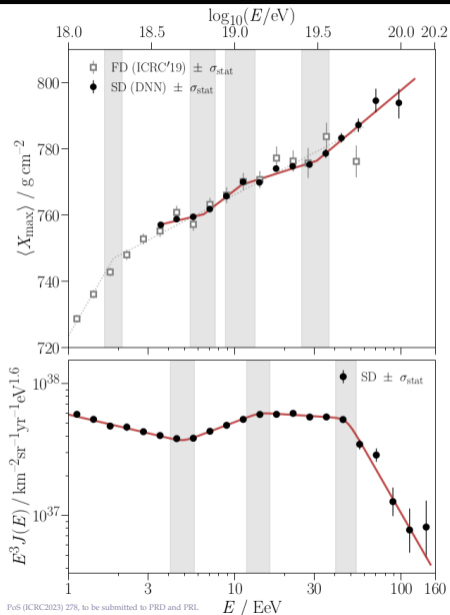 log₁₀(E/eV)
18.0 18.5 19.0 19.5 20.0 20.2
FD (ICRC′19) ± σstat
SD (DNN) ± σstat
800
780
760
740
720
⟨Xmax⟩ / g cm⁻²
SD ± σstat
10³⁸
10³⁷
E³ J(E) / km⁻²sr⁻¹yr⁻¹eV¹·⁶
1 3 10 30 100 160
E / EeV
PoS (ICRC2023) 278, to be submitted to PRD and PRL